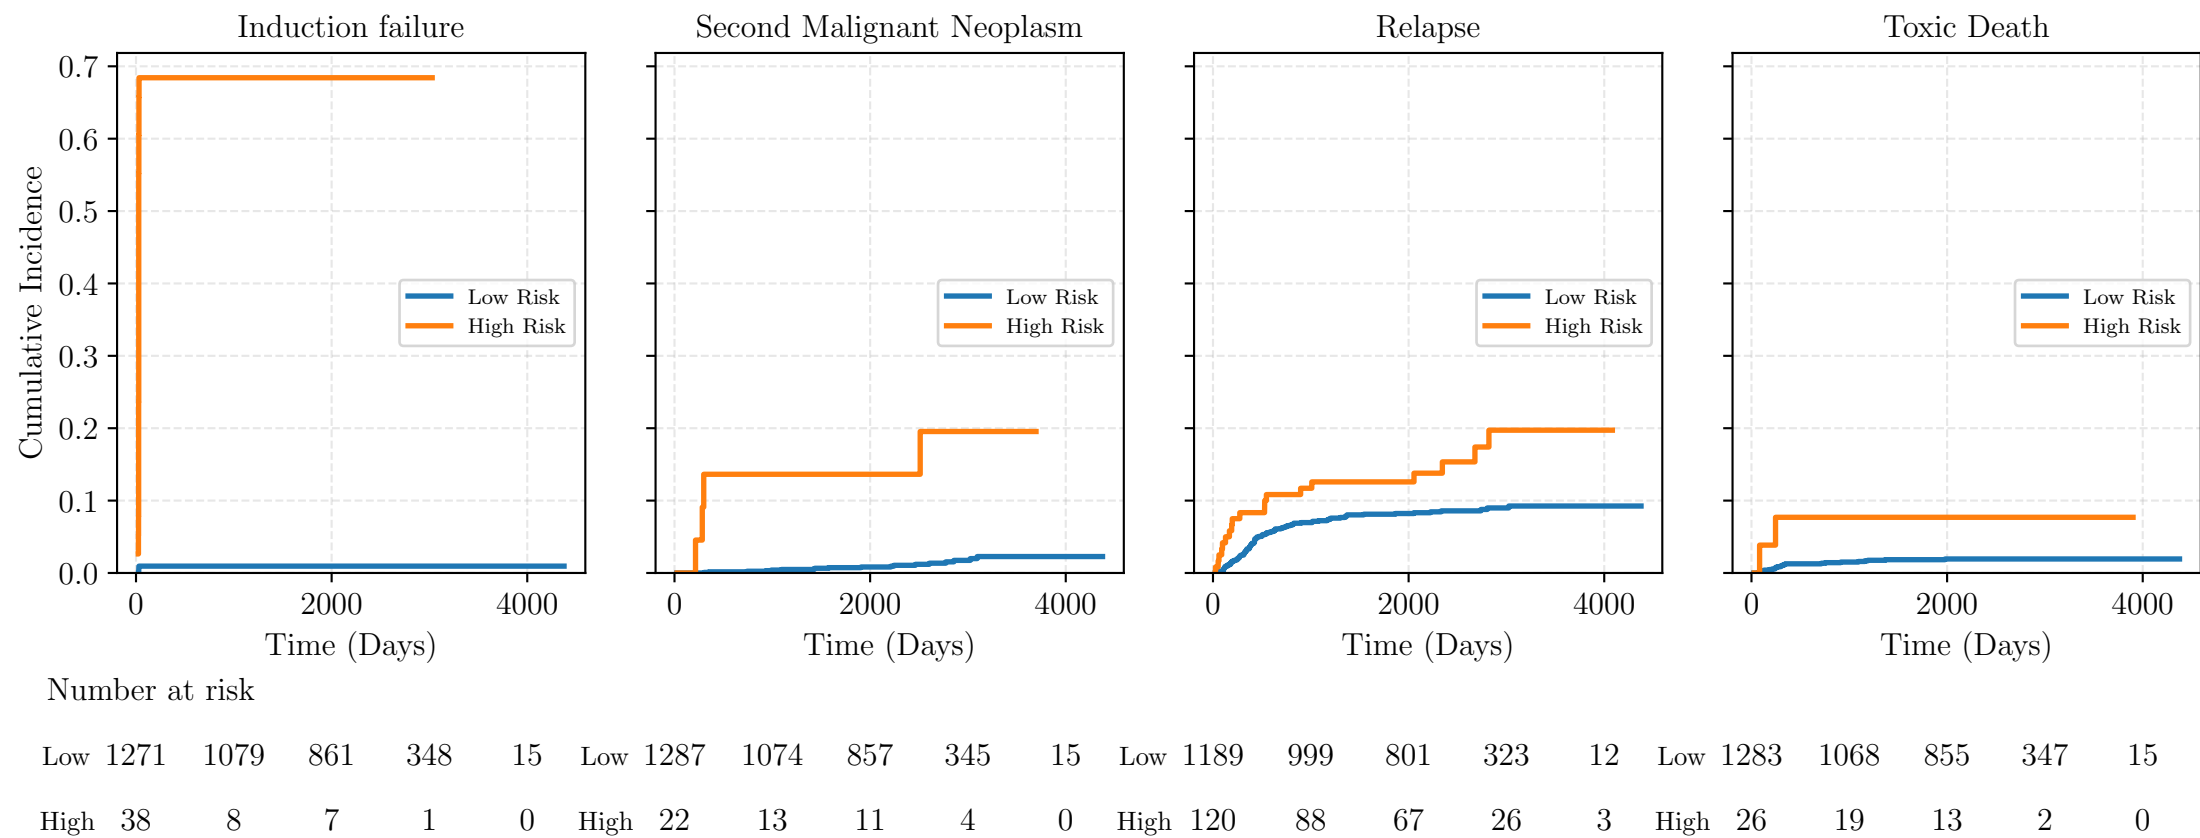 Induction failure
Second Malignant Neoplasm
Relapse
Toxic Death
Cumulative Incidence
0.7
0.6
0.5
0.4
0.3
0.2
0.1
0.0
Low Risk
High Risk
Low Risk
High Risk
Low Risk
High Risk
Low Risk
High Risk
0 2000 4000
0 2000 4000
0 2000 4000
0 2000 4000
Time (Days)
Time (Days)
Time (Days)
Time (Days)
Number at risk
Low 1271 1079 861 348 15 Low 1287 1074 857 345 15 Low 1189 999 801 323 12 Low 1283 1068 855 347 15
High 38 8 7 1 0 High 22 13 11 4 0 High 120 88 67 26 3 High 26 19 13 2 0